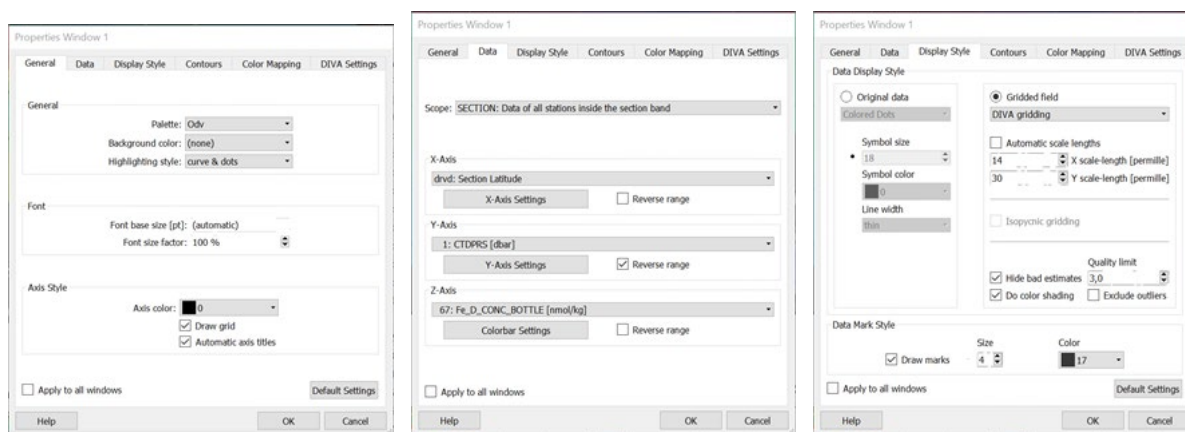 Properties Window 1
General Data Display Style Contours Color Mapping DIVA Settings
General
Palette: Odv
Background color: (none)
Highlighting style: curve & dots
Font
Font base size [pt]: (automatic)
Font size factor: 100 %
Axis Style
Axis color: 0
Draw grid
Automatic axis titles
Apply to all windows
Default Settings
Help OK Cancel
Properties Window 1
General Data Display Style Contours Color Mapping DIVA Settings
Scope: SECTION: Data of all stations inside the section band
X-Axis
drvd: Section Latitude
X-Axis Settings Reverse range
Y-Axis
1: CTDPRS [dbar]
Y-Axis Settings Reverse range
Z-Axis
67: Fe_D_CONC_BOTTLE [nmol/kg]
Colorbar Settings Reverse range
Apply to all windows
Help OK Cancel
Properties Window 1
General Data Display Style Contours Color Mapping DIVA Settings
Data Display Style
Original data
Colored Dots
Symbol size
18
Symbol color
0
Line width
thin
Gridded field
DIVA gridding
Automatic scale lengths
14 X scale-length [permille]
30 Y scale-length [permille]
Isopycnic gridding
Quality limit
Hide bad estimates 3,0
Do color shading Exclude outliers
Data Mark Style
Size Color
Draw marks 4 17
Apply to all windows
Default Settings
Help OK Cancel